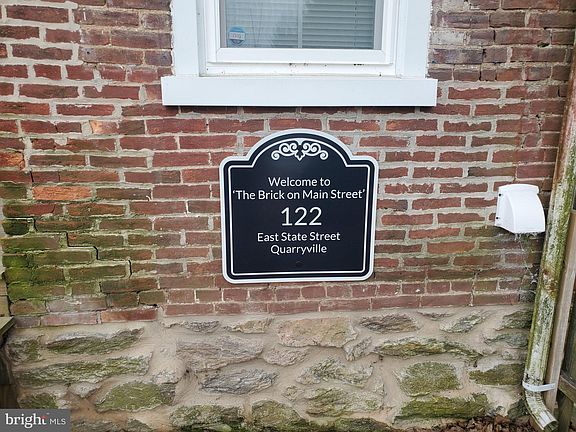 Welcome to
'The Brick on Main Street'
122
East State Street
Quarryville
bright MLS